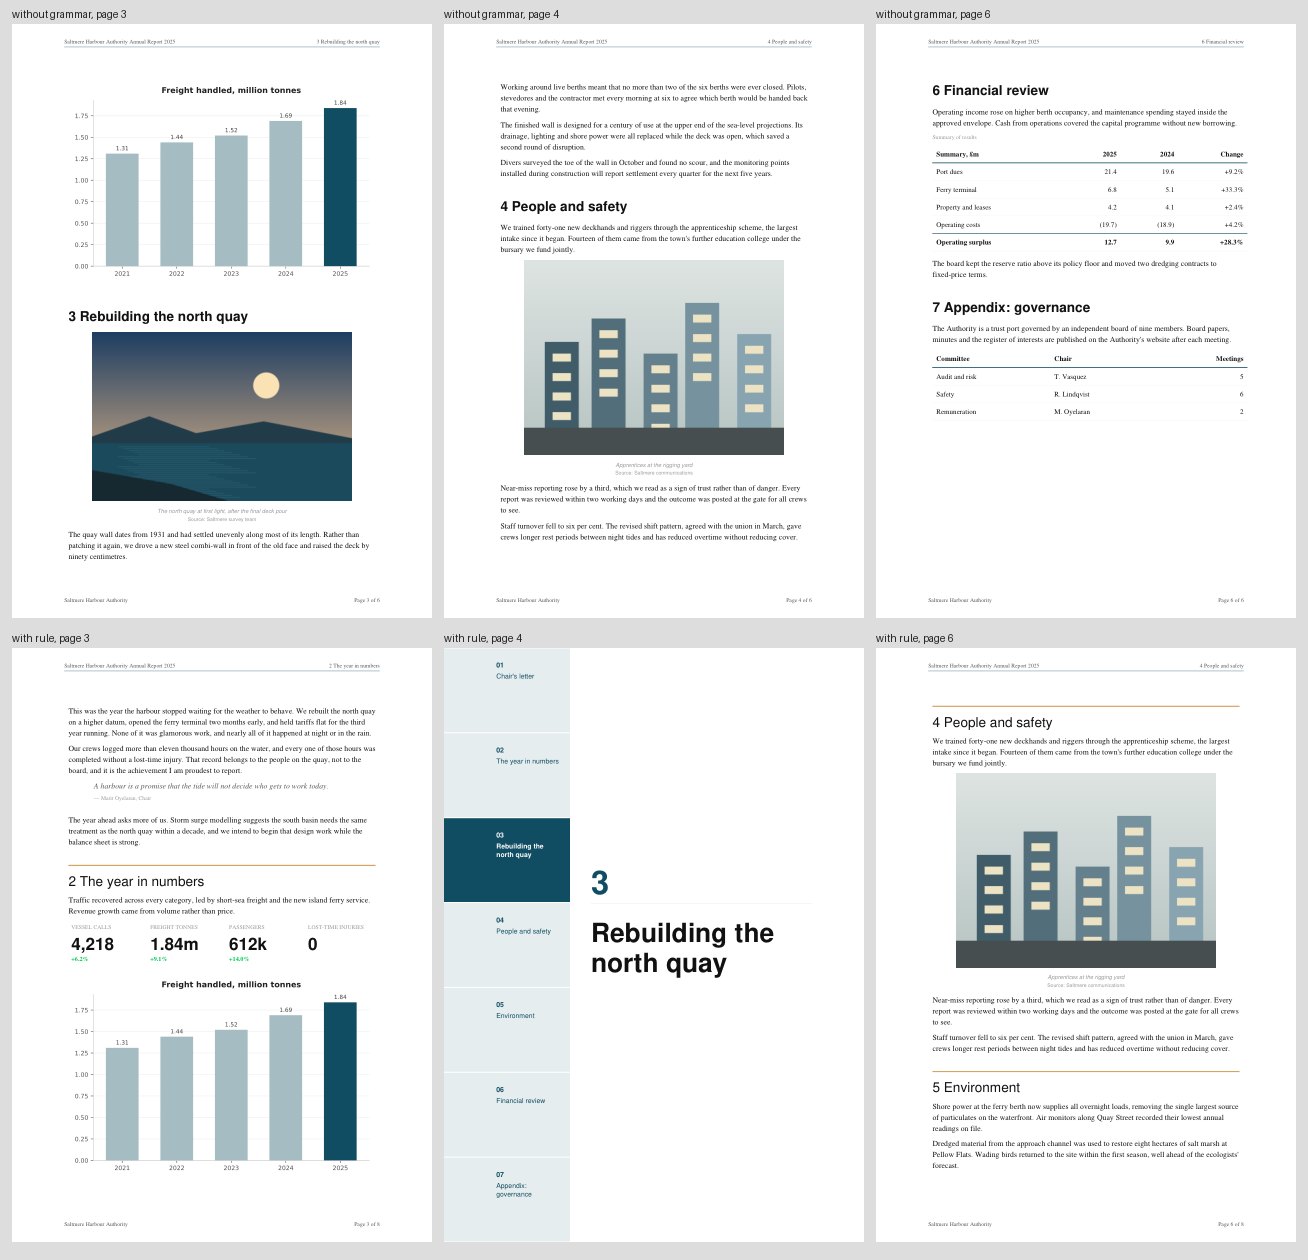 without grammar, page 3
Saltmere Harbour Authority Annual Report 2025
3 Rebuilding the north quay
Freight handled, million tonnes
1.84
1.75
1.69
1.50
1.52
1.44
1.31
1.25
1.00
0.75
0.50
0.25
0.00
2021
2022
2023
2024
2025
3 Rebuilding the north quay
The north quay at first light, after the final deck pour
Source: Saltmere survey team
The quay wall dates from 1931 and had settled unevenly along most of its length. Rather than
patching it again, we drove a new steel combi-wall in front of the old face and raised the deck by
ninety centimetres.
Saltmere Harbour Authority
Page 3 of 6
without grammar, page 4
Saltmere Harbour Authority Annual Report 2025
4 People and safety
Working around live berths meant that no more than two of the six berths were ever closed. Pilots,
stevedores and the contractor met every morning at six to agree which berth would be handed back
that evening.
The finished wall is designed for a century of use at the upper end of the sea-level projections. Its
drainage, lighting and shore power were all replaced while the deck was open, which saved a
second round of disruption.
Divers surveyed the toe of the wall in October and found no scour, and the monitoring points
installed during construction will report settlement every quarter for the next five years.
4 People and safety
We trained forty-one new deckhands and riggers through the apprenticeship scheme, the largest
intake since it began. Fourteen of them came from the town's further education college under the
bursary we fund jointly.
Apprentices at the rigging yard
Source: Saltmere communications
Near-miss reporting rose by a third, which we read as a sign of trust rather than of danger. Every
report was reviewed within two working days and the outcome was posted at the gate for all crews
to see.
Staff turnover fell to six per cent. The revised shift pattern, agreed with the union in March, gave
crews longer rest periods between night tides and has reduced overtime without reducing cover.
Saltmere Harbour Authority
Page 4 of 6
without grammar, page 6
Saltmere Harbour Authority Annual Report 2025
6 Financial review
6 Financial review
Operating income rose on higher berth occupancy, and maintenance spending stayed inside the
approved envelope. Cash from operations covered the capital programme without new borrowing.
Summary of results
Summary, £m 2025 2024 Change
Port dues 21.4 19.6 +9.2%
Ferry terminal 6.8 5.1 +33.3%
Property and leases 4.2 4.1 +2.4%
Operating costs (19.7) (18.9) +4.2%
Operating surplus 12.7 9.9 +28.3%
The board kept the reserve ratio above its policy floor and moved two dredging contracts to
fixed-price terms.
7 Appendix: governance
The Authority is a trust port governed by an independent board of nine members. Board papers,
minutes and the register of interests are published on the Authority's website after each meeting.
Committee Chair Meetings
Audit and risk T. Vasquez 5
Safety R. Lindqvist 6
Remuneration M. Oyelaran 2
Saltmere Harbour Authority
Page 6 of 6
with rule, page 3
Saltmere Harbour Authority Annual Report 2025
2 The year in numbers
This was the year the harbour stopped waiting for the weather to behave. We rebuilt the north quay
on a higher datum, opened the ferry terminal two months early, and held tariffs flat for the third
year running. None of it was glamorous work, and nearly all of it happened at night or in the rain.
Our crews logged more than eleven thousand hours on the water, and every one of those hours was
completed without a lost-time injury. That record belongs to the people on the quay, not to the
board, and it is the achievement I am proudest to report.
A harbour is a promise that the tide will not decide who gets to work today.
— Maris Oyelaran, Chair
The year ahead asks more of us. Storm surge modelling suggests the south basin needs the same
treatment as the north quay within a decade, and we intend to begin that design work while the
balance sheet is strong.
2 The year in numbers
Traffic recovered across every category, led by short-sea freight and the new island ferry service.
Revenue growth came from volume rather than price.
VESSEL CALLS FREIGHT TONNES PASSENGERS LOST-TIME INJURIES
4,218 1.84m 612k 0
+6.2% +9.1% +14.0%
Freight handled, million tonnes
1.84
1.75
1.69
1.50
1.52
1.44
1.31
1.25
1.00
0.75
0.50
0.25
0.00
2021
2022
2023
2024
2025
Saltmere Harbour Authority
Page 3 of 8
with rule, page 4
01
Chair's letter
02
The year in numbers
03
Rebuilding the
north quay
04
People and safety
05
Environment
06
Financial review
07
Appendix:
governance
3
Rebuilding the
north quay
with rule, page 6
Saltmere Harbour Authority Annual Report 2025
4 People and safety
4 People and safety
We trained forty-one new deckhands and riggers through the apprenticeship scheme, the largest
intake since it began. Fourteen of them came from the town's further education college under the
bursary we fund jointly.
Apprentices at the rigging yard
Source: Saltmere communications
Near-miss reporting rose by a third, which we read as a sign of trust rather than of danger. Every
report was reviewed within two working days and the outcome was posted at the gate for all crews
to see.
Staff turnover fell to six per cent. The revised shift pattern, agreed with the union in March, gave
crews longer rest periods between night tides and has reduced overtime without reducing cover.
5 Environment
Shore power at the ferry berth now supplies all overnight loads, removing the single largest source
of particulates on the waterfront. Air monitors along Quay Street recorded their lowest annual
readings on file.
Dredged material from the approach channel was used to restore eight hectares of salt marsh at
Pellow Flats. Wading birds returned to the site within the first season, well ahead of the ecologists'
forecast.
Saltmere Harbour Authority
Page 6 of 8